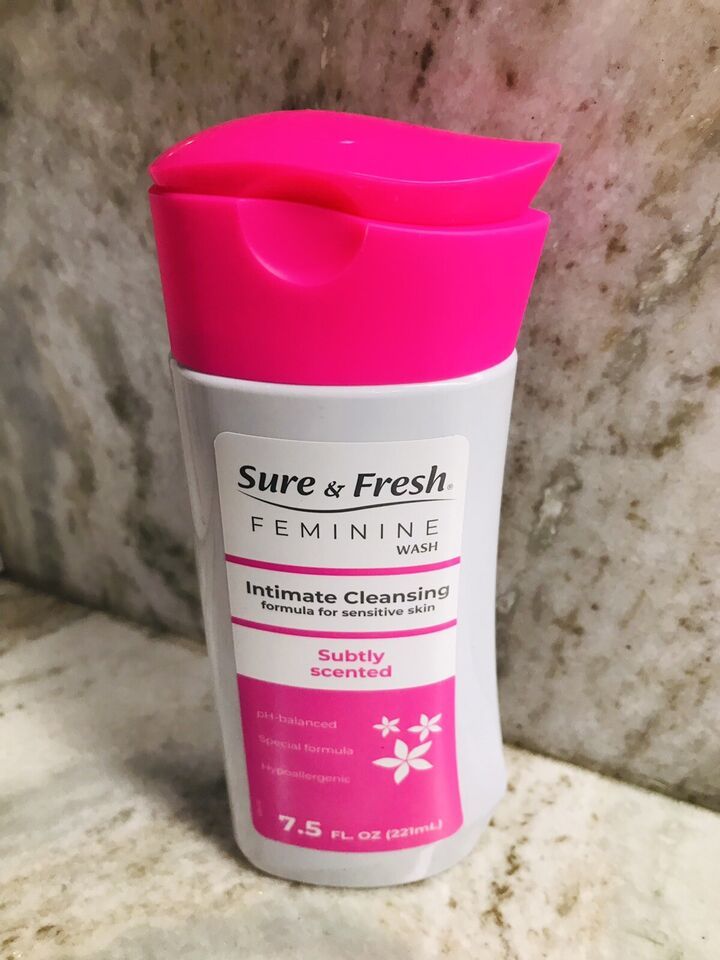 Sure & Fresh®
FEMININE
WASH
Intimate Cleansing
formula for sensitive skin
Subtly
scented
pH-balanced
Special formula
Hypoallergenic
7.5 FL. OZ (221mL)